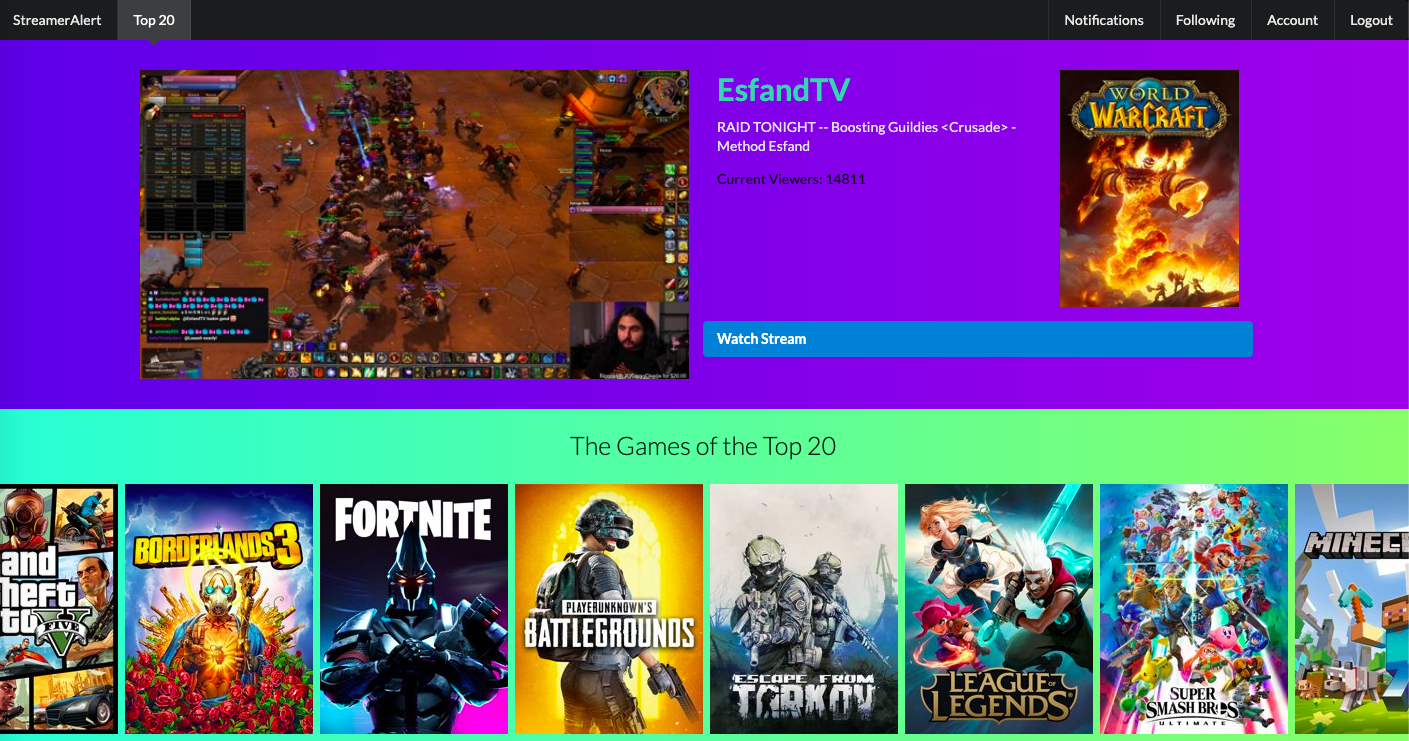 StreamerAlert
Top 20
Notifications
Following
Account
Logout
EsfandTV
RAID TONIGHT -- Boosting Guildies <Crusade> -
Method Esfand
Current Viewers: 14811
WORLD
OF
WARCRAFT
Watch Stream
The Games of the Top 20
and
heft
to
FIVE
V
BORDERLANDS 3
FORTNITE
PLAYERUNKNOWN'S
BATTLEGROUNDS
ESCAPE FROM
TARKOV
LEAGUE OF
LEGENDS
SUPER
SMASH BROS.
ULTIMATE
MINEC